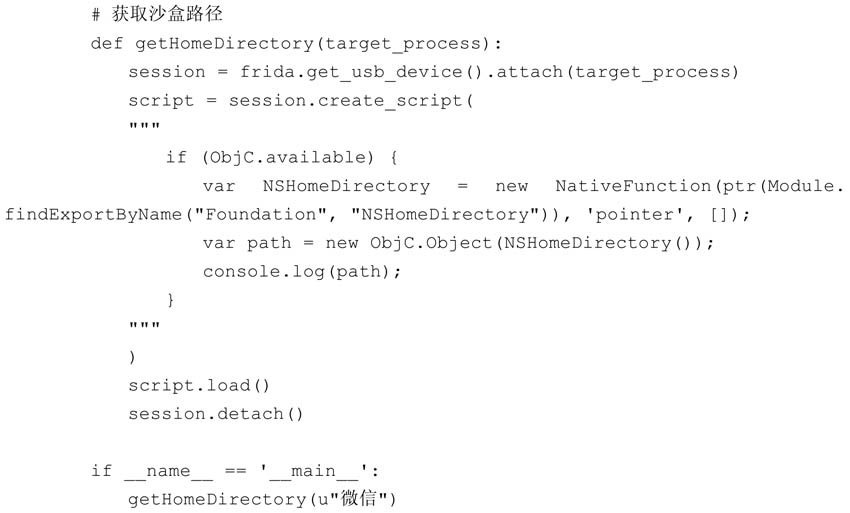 # 获取沙盒路径
def getHomeDirectory(target_process):
session = frida.get_usb_device().attach(target_process)
script = session.create_script(
"""
if (ObjC.available) {
var NSHomeDirectory = new NativeFunction(ptr(Module.
findExportByName("Foundation", "NSHomeDirectory")), 'pointer', []);
var path = new ObjC.Object(NSHomeDirectory());
console.log(path);
}
"""
)
script.load()
session.detach()
if __name__ == '__main__':
getHomeDirectory(u"微信")